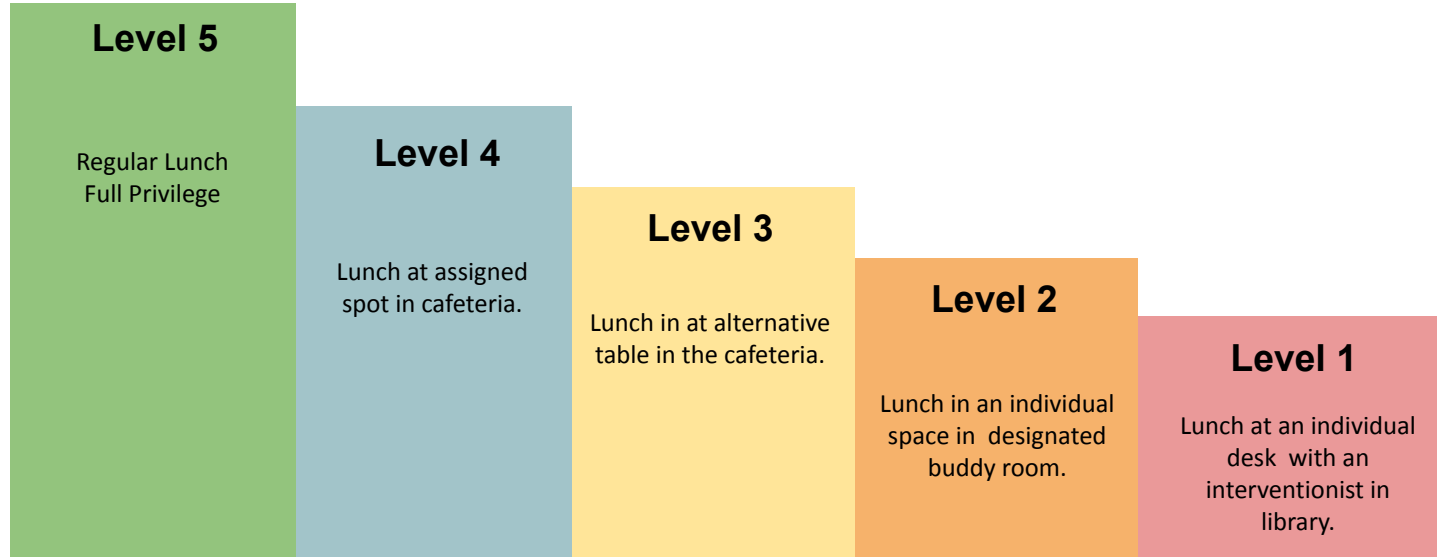 Level 5
Regular Lunch
Full Privilege
Level 4
Lunch at assigned
spot in cafeteria.
Level 3
Lunch in at alternative
table in the cafeteria.
Level 2
Lunch in an individual
space in designated
buddy room.
Level 1
Lunch at an individual
desk with an
interventionist in
library.